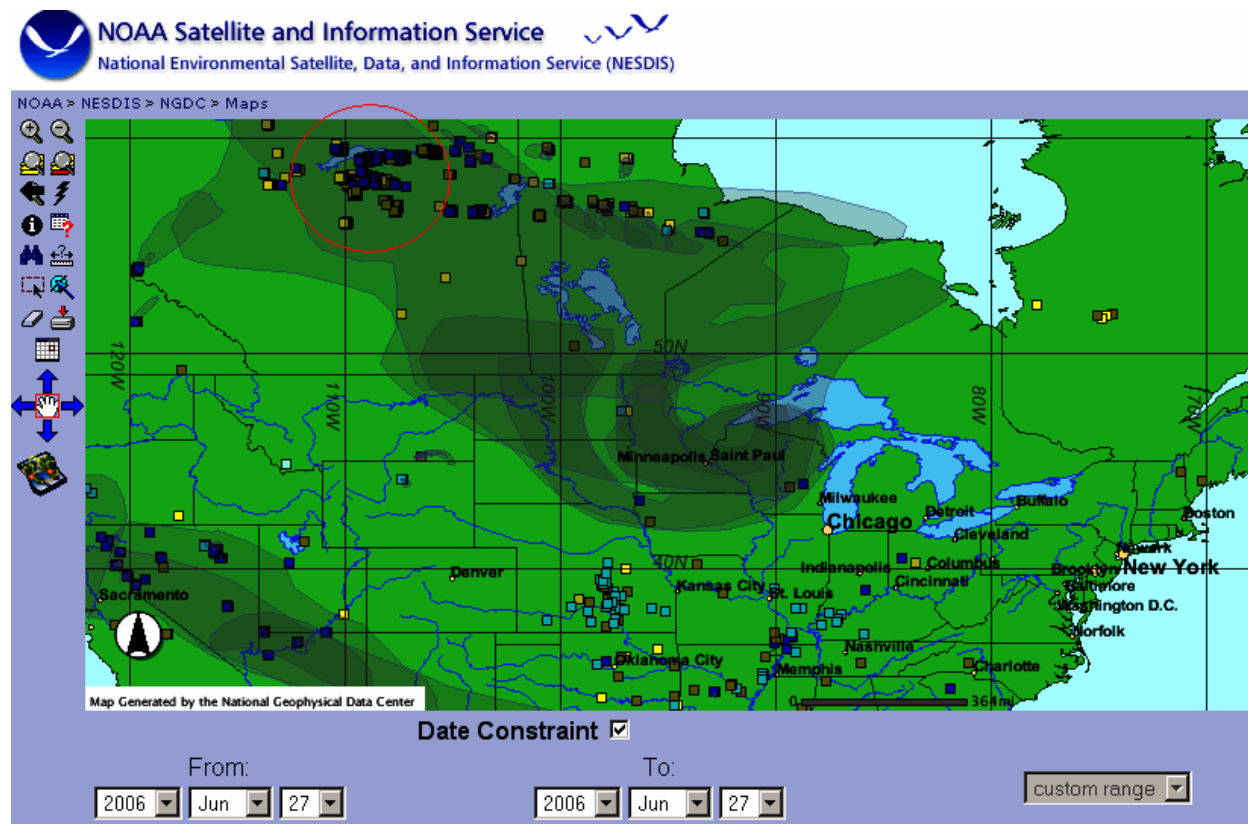 NOAA Satellite and Information Service
National Environmental Satellite, Data, and Information Service (NESDIS)
NOAA > NESDIS > NGDC > Maps
50N
120W
110W
100W
90W
80W
70W
Minneapolis
Saint Paul
Milwaukee
Chicago
Detroit
Buffalo
Boston
Cleveland
40N
Newark
Denver
Indianapolis
Columbus
Brooklyn
New York
Sacramento
Kansas City
St. Louis
Cincinnati
Baltimore
Washington D.C.
Norfolk
Nashville
Oklahoma City
Memphis
Charlotte
Map Generated by the National Geophysical Data Center
0
364mi
Date Constraint
From:
To:
2006 Jun 27
2006 Jun 27
custom range